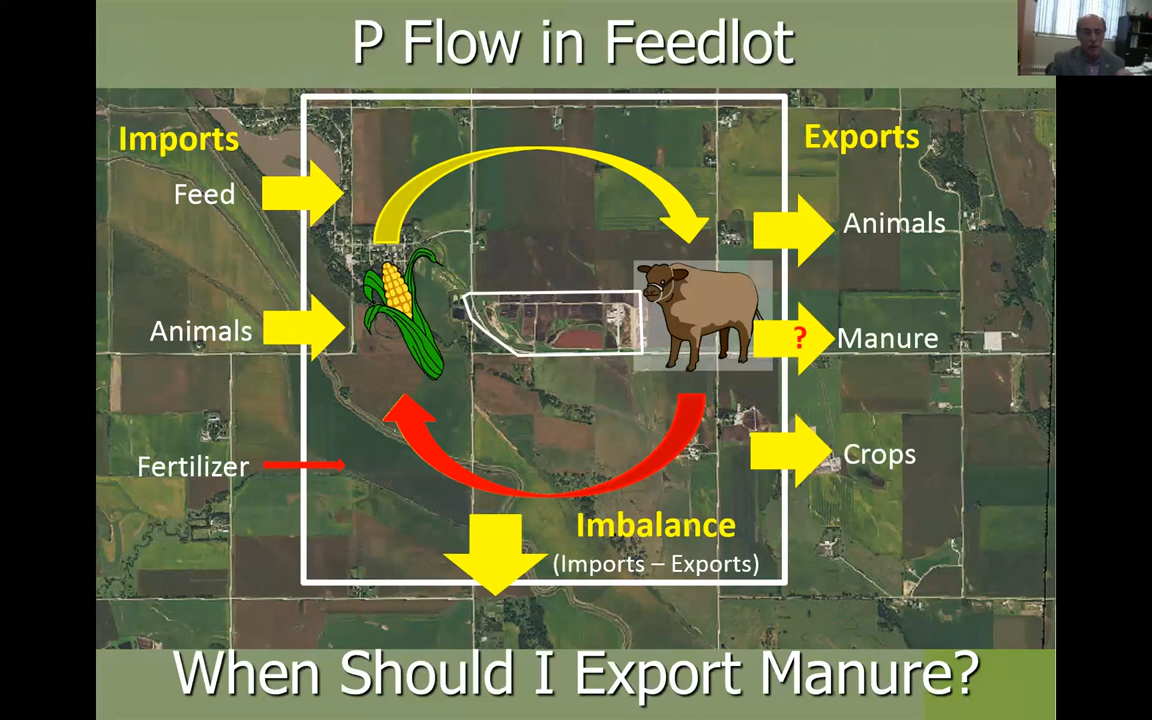 P Flow in Feedlot
Imports
Feed
Animals
Fertilizer
Exports
Animals
? Manure
Crops
Imbalance
(Imports – Exports)
When Should I Export Manure?